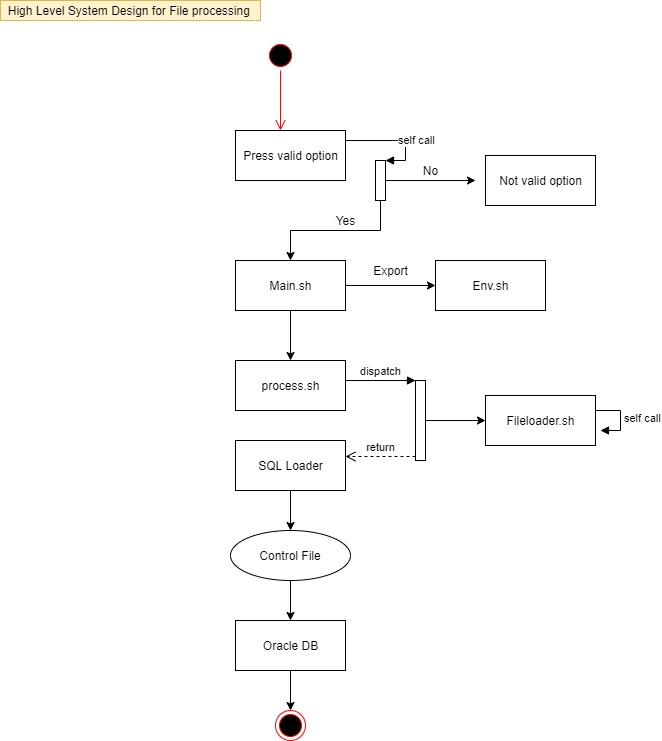 High Level System Design for File processing
Press valid option
self call
No
Not valid option
Yes
Main.sh
Export
Env.sh
process.sh
dispatch
Fileloader.sh
self call
return
SQL Loader
Control File
Oracle DB